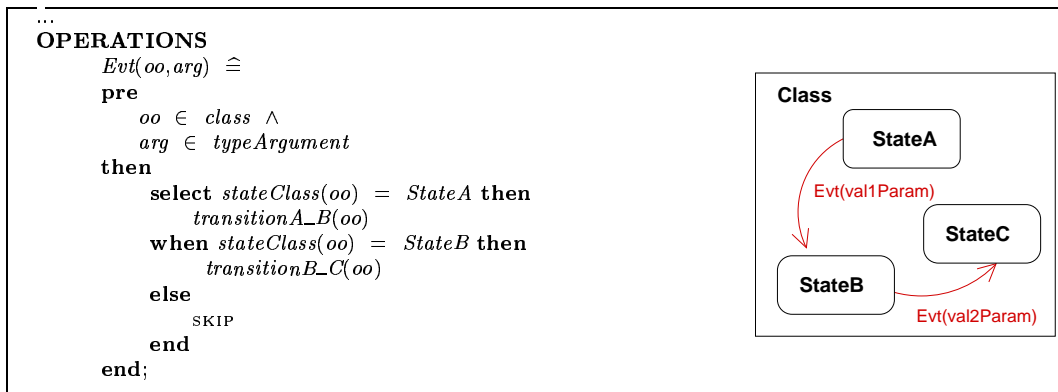 ...
OPERATIONS
Evt(oo,arg) ≙
pre
oo ∈ class ∧
arg ∈ typeArgument
then
select stateClass(oo) = StateA then
transitionA_B(oo)
when stateClass(oo) = StateB then
transitionB_C(oo)
else
SKIP
end
end;
Class
StateA
Evt(val1Param)
StateC
StateB
Evt(val2Param)